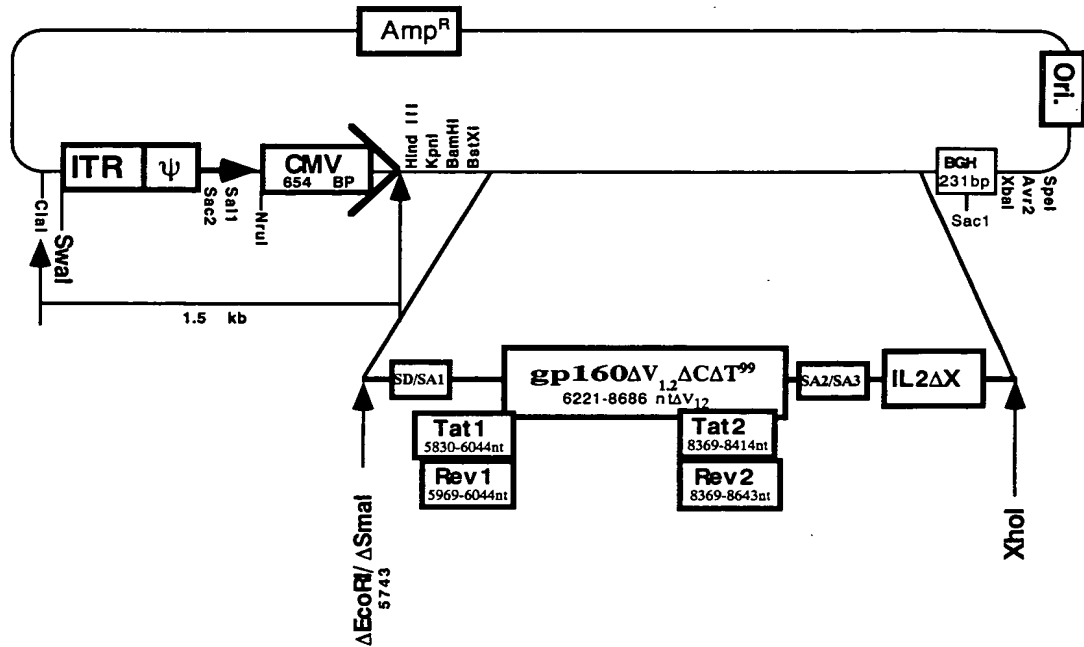 Amp^R
Ori.
ITR
ψ
CMV
654 BP
Hind III
KpnI
BamHI
BstXI
BGH
231bp
ClaI
SwaI
Sac2
Sal1
NruI
Sac1
XbaI
Avr2
SpeI
1.5 kb
SD/SA1
gp160ΔV1.2ΔCΔT99
6221-8686 ntΔV12
SA2/SA3
IL2ΔX
Tat1
5830-6044nt
Rev1
5969-6044nt
Tat2
8369-8414nt
Rev2
8369-8643nt
ΔEcoRI/ ΔSmaI
5743
XhoI